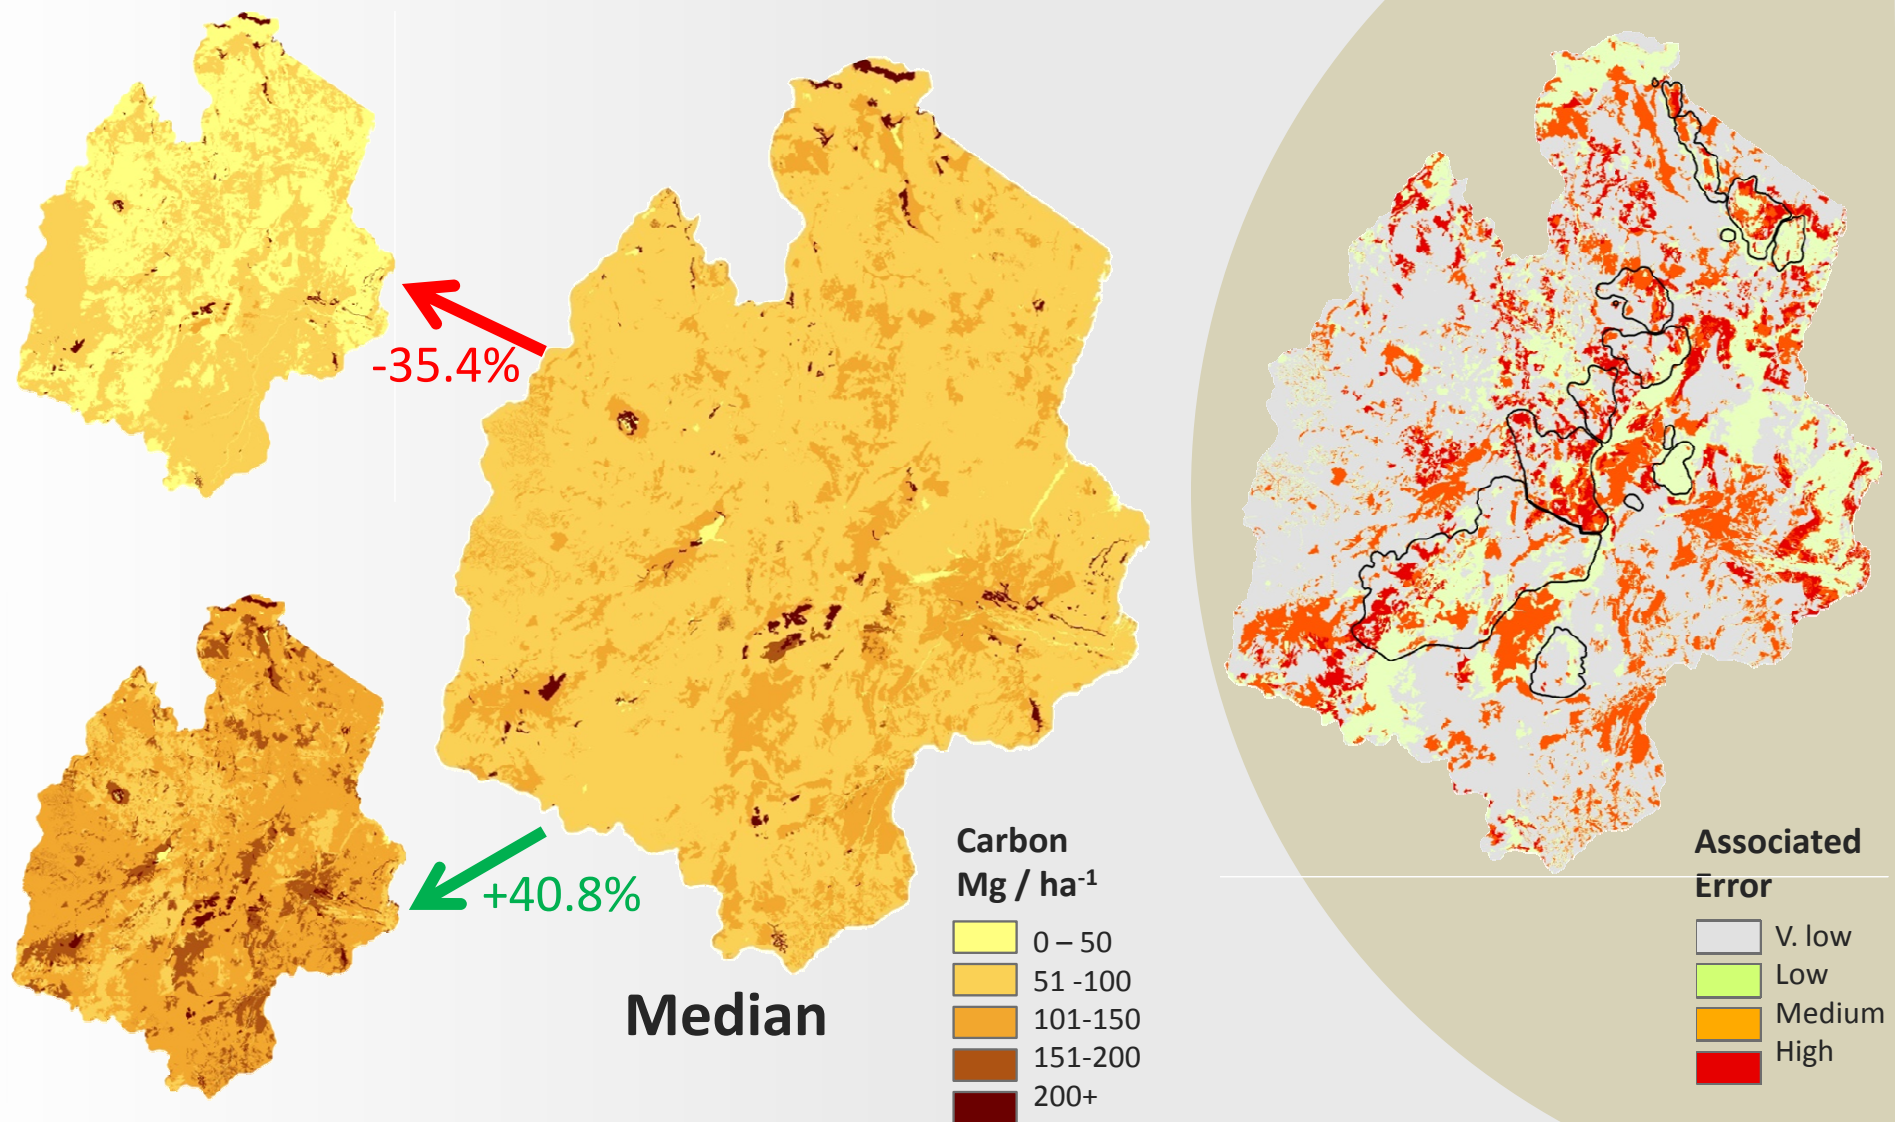 -35.4%
+40.8%
Median
Carbon
Mg / ha-1
0 – 50
51 -100
101-150
151-200
200+
Associated
Error
V. low
Low
Medium
High